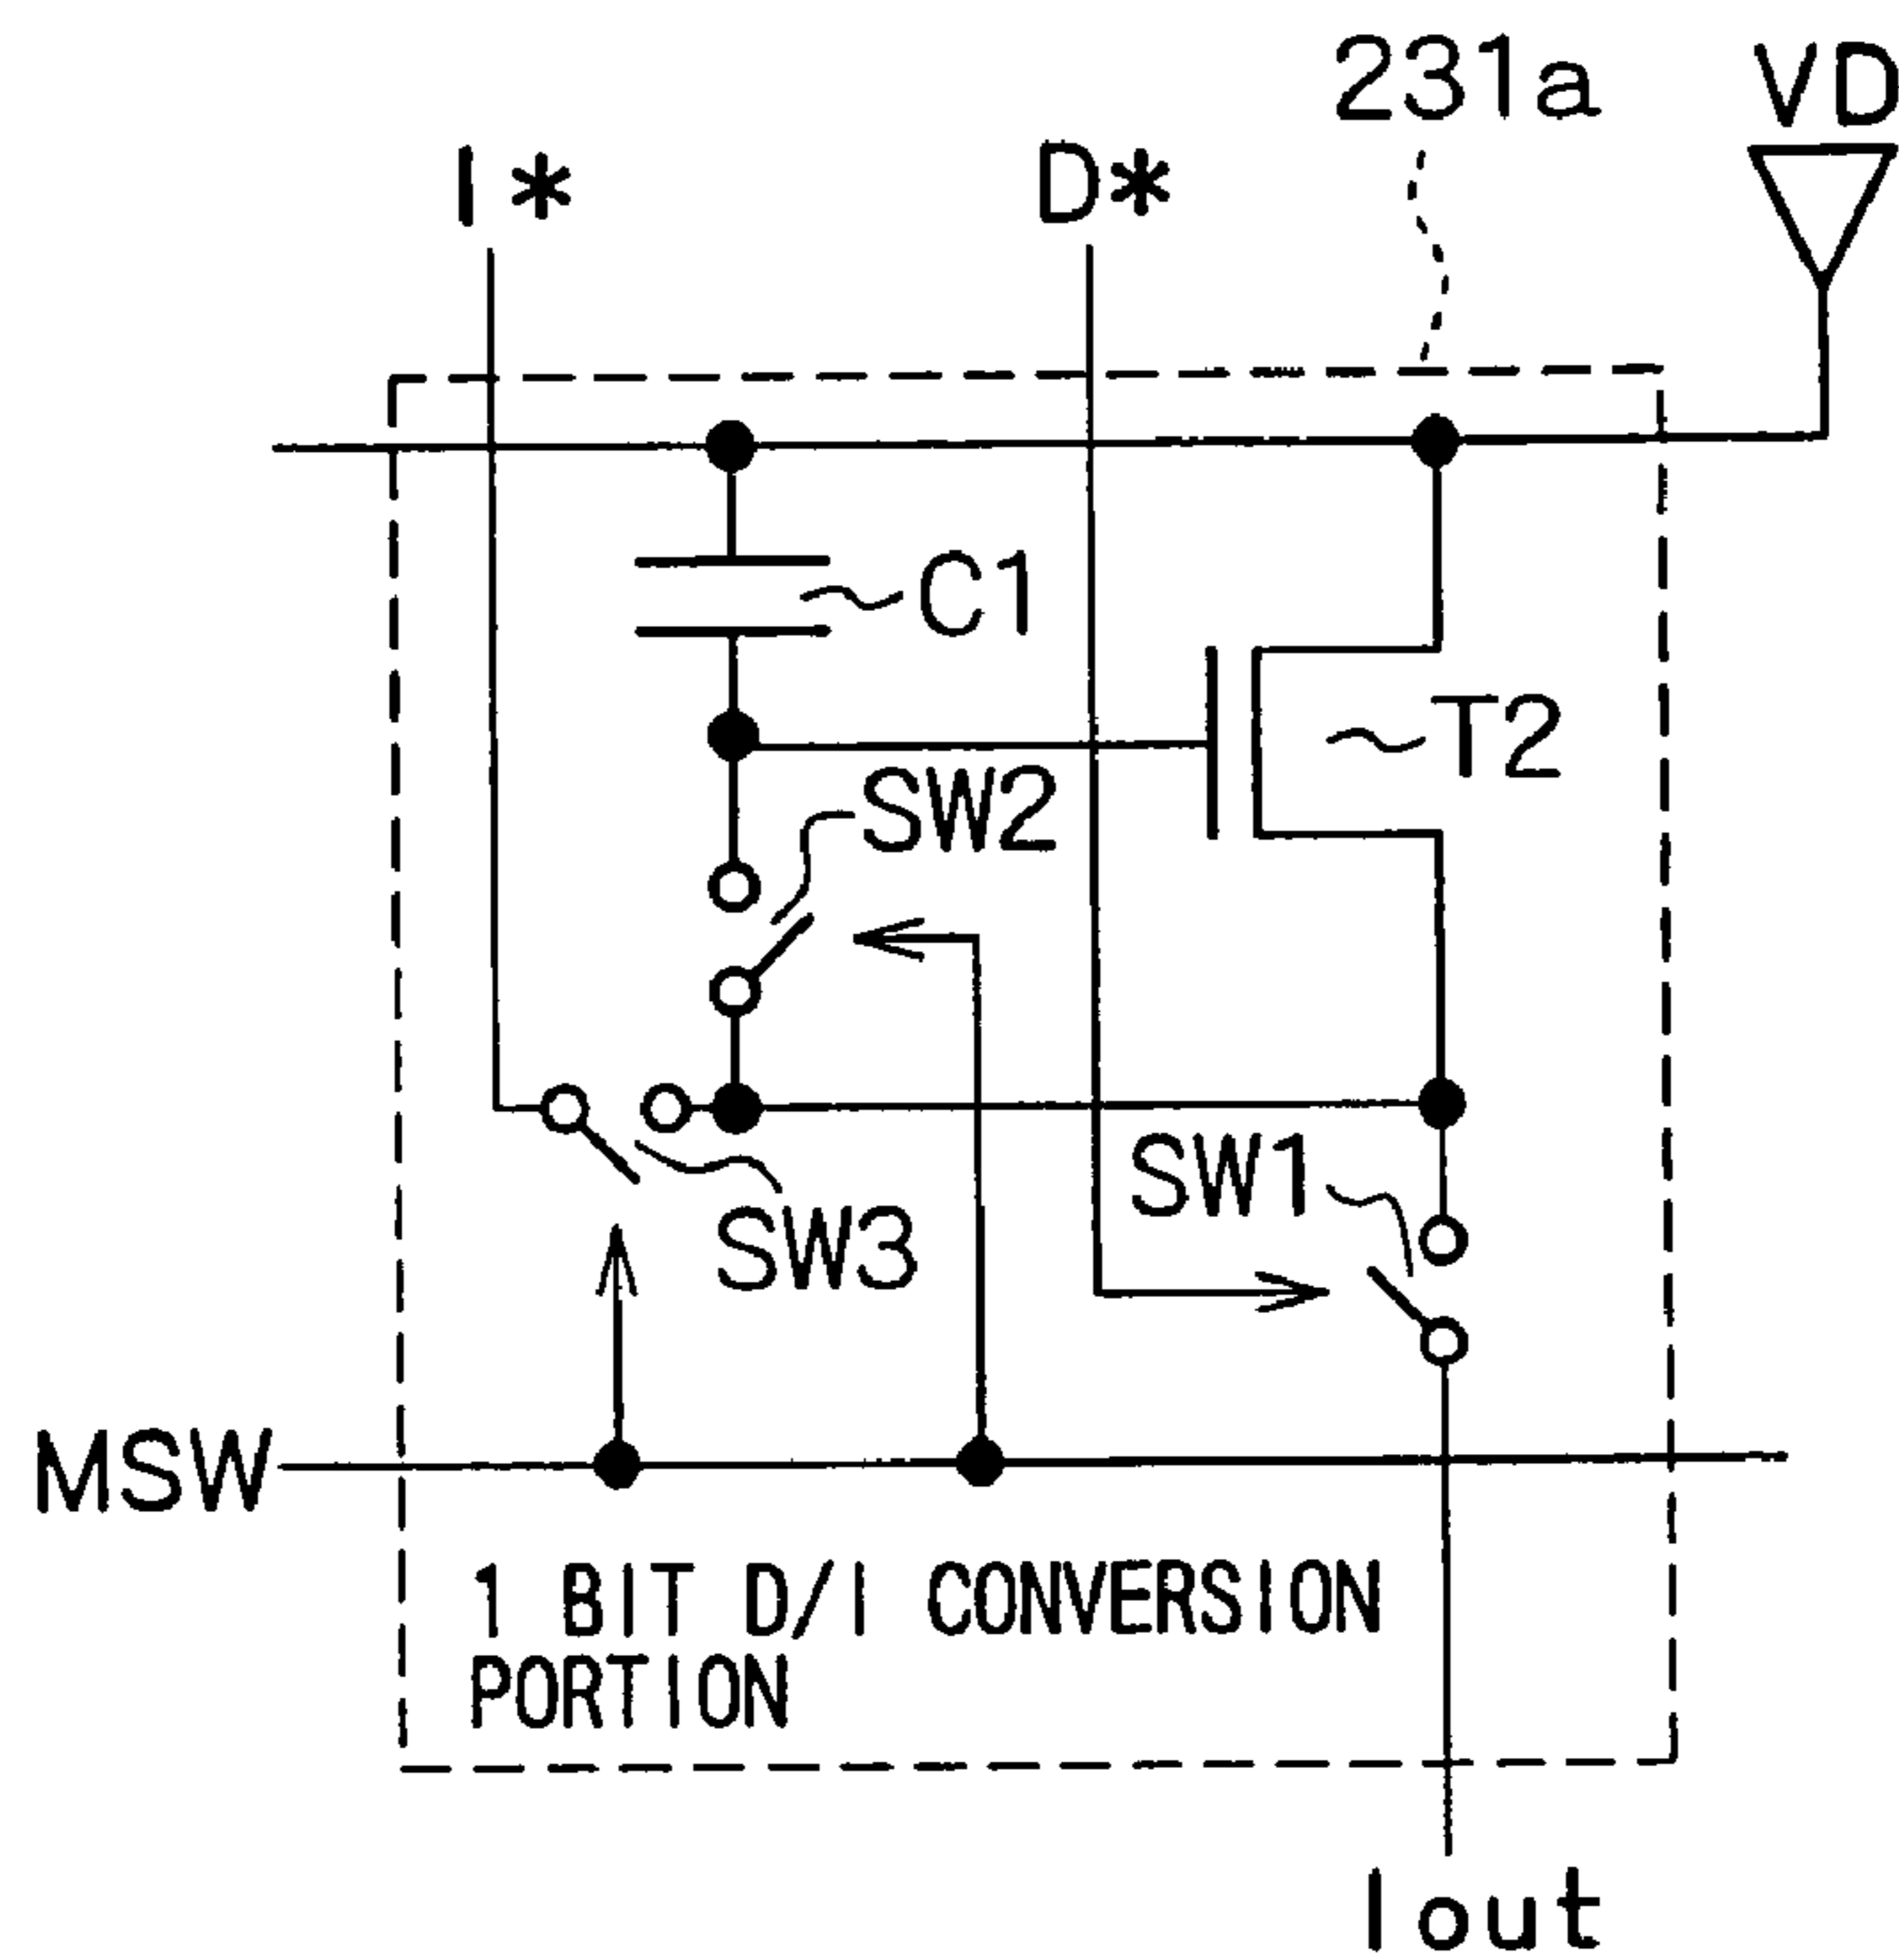 231a
VD
I*
D*
C1
T2
SW2
SW1
SW3
MSW
1 BIT D/I CONVERSION
PORTION
Iout